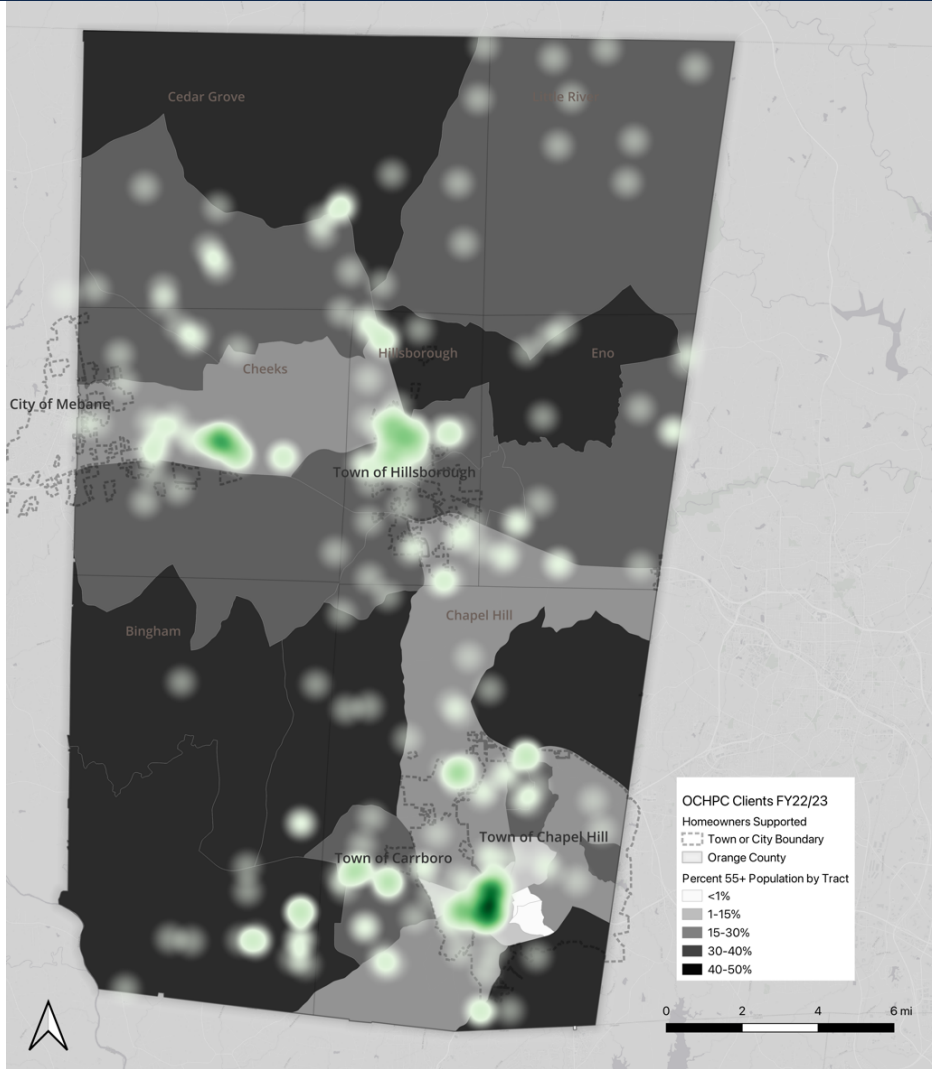 Cedar Grove
Hillsborough
Eno
Cheeks
City of Mebane
Town of Hillsborough
Chapel Hill
Bingham
Town of Chapel Hill
Town of Carrboro
OCHPC Clients FY22/23
Homeowners Supported
Town or City Boundary
Orange County
Percent 55+ Population by Tract
<1%
1-15%
15-30%
30-40%
40-50%
0 2 4 6 mi